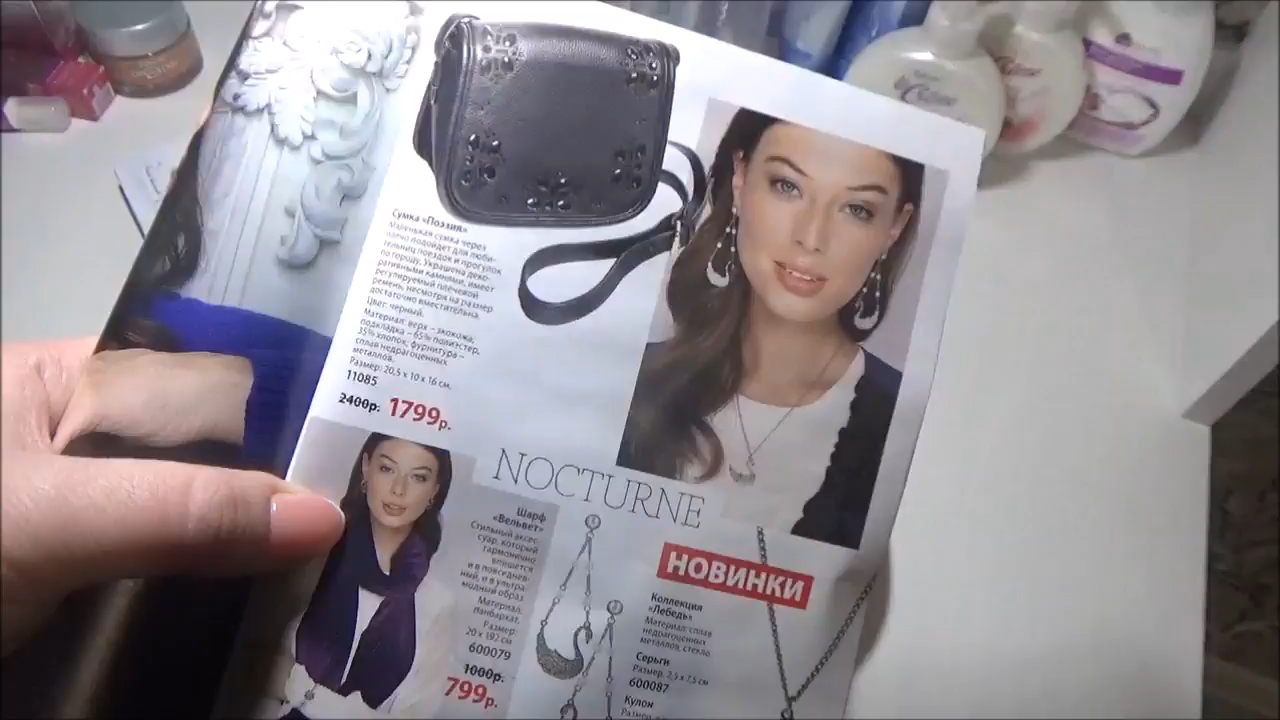 Сумка «Поэзия»
Маленькая сумка через
плечо подойдет для люби-
тельниц поездок и прогулок
по городу. Украшена деко-
ративными камнями, имеет
регулируемый плечевой
ремень, несмотря на размер
достаточно вместительна.
Цвет: черный.
Материал: верх – экокожа,
подкладка – 65% полиэстер,
35% хлопок; фурнитура –
сплав недрагоценных
металлов.
Размер: 20,5 x 10 x 16 см.
11085
2400р. 1799р.
NOCTURNE
Шарф
«Вельвет»
Стильный аксес-
суар, который
гармонично
впишется
и в повседнев-
ный, и в ультра-
модный образ.
Материал:
панбархат.
Размер:
20 x 192 см
600079
1000р.
799р.
НОВИНКИ
Коллекция
«Лебедь»
Материал: сплав
недрагоценных
металлов, стекло.
Серьги
Размер: 2,5 x 7,5 см
600087
Кулон